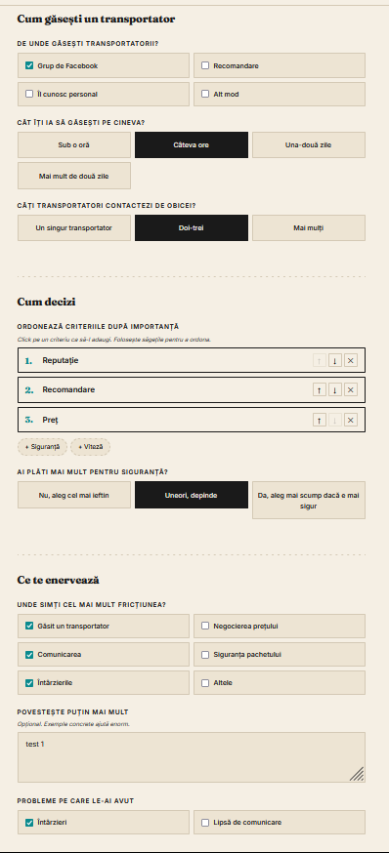 Cum găsești un transportator
DE UNDE GĂSEȘTI TRANSPORTATORII?
Grup de Facebook
Recomandare
Îl cunosc personal
Alt mod
CÂT ÎȚI IA SĂ GĂSEȘTI PE CINEVA?
Sub o oră
Câteva ore
Una-două zile
Mai mult de două zile
CÂȚI TRANSPORTATORI CONTACTEZI DE OBICEI?
Un singur transportator
Doi-trei
Mai mulți
Cum decizi
ORDONEAZĂ CRITERIILE DUPĂ IMPORTANȚĂ
Click pe un criteriu ca să-l adaugi. Folosește săgețile pentru a ordona.
1. Reputație ↑ ↓ ×
2. Recomandare ↑ ↓ ×
3. Preț ↑ ↓ ×
+ Siguranță + Viteză
AI PLĂTI MAI MULT PENTRU SIGURANȚĂ?
Nu, aleg cel mai ieftin
Uneori, depinde
Da, aleg mai scump dacă e mai
sigur
Ce te enervează
UNDE SIMȚI CEL MAI MULT FRICȚIUNEA?
Găsit un transportator
Negocierea prețului
Comunicarea
Siguranța pachetului
Întârzierile
Altele
POVESTEȘTE PUȚIN MAI MULT
Opțional. Exemple concrete ajută enorm.
test 1
PROBLEME PE CARE LE-AI AVUT
Întârzieri
Lipsă de comunicare